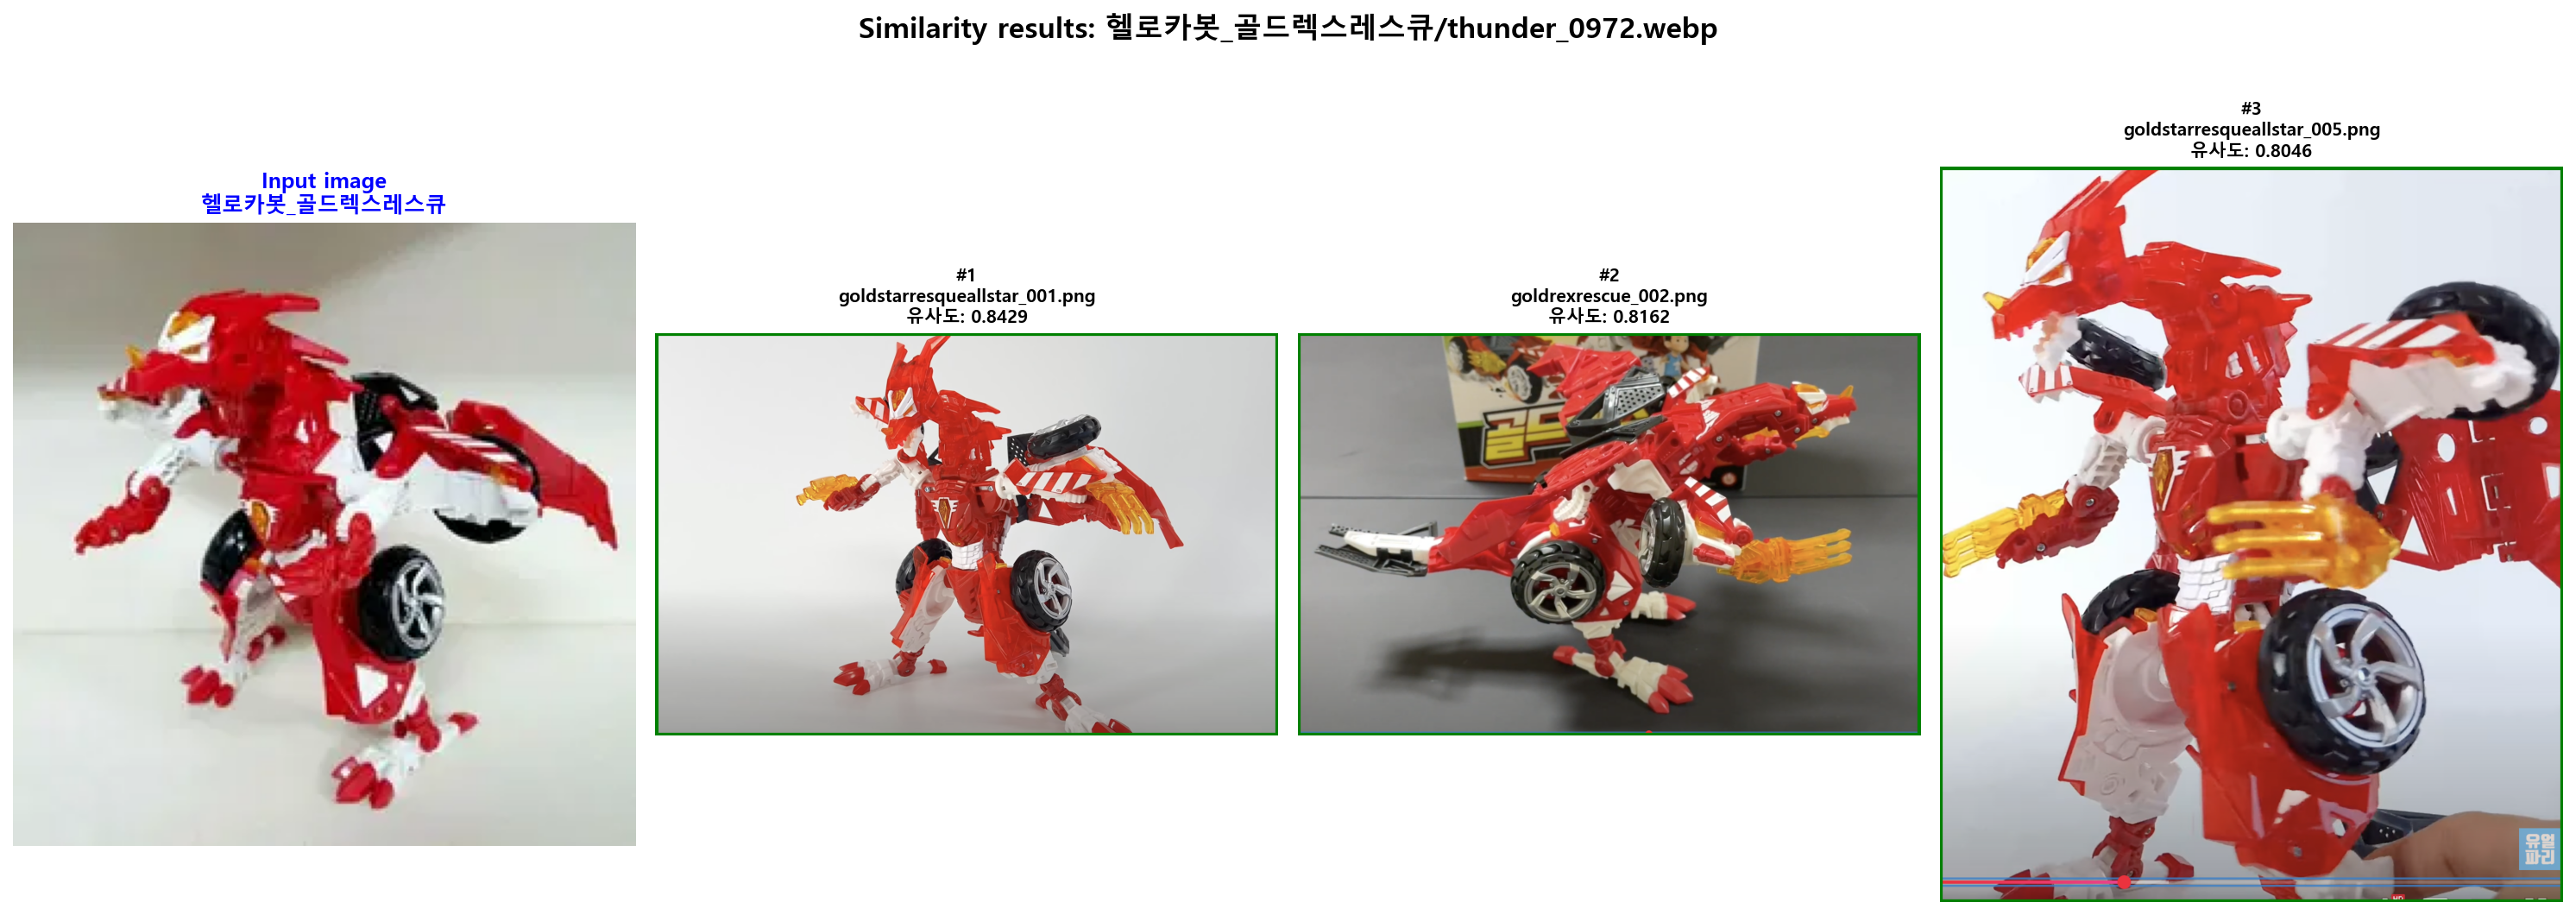 Similarity results: 헬로카봇_골드렉스레스큐/thunder_0972.webp
Input image
헬로카봇_골드렉스레스큐
#1
goldstarresqueallstar_001.png
유사도: 0.8429
#2
goldrexrescue_002.png
유사도: 0.8162
#3
goldstarresqueallstar_005.png
유사도: 0.8046
골드
유얼
파리